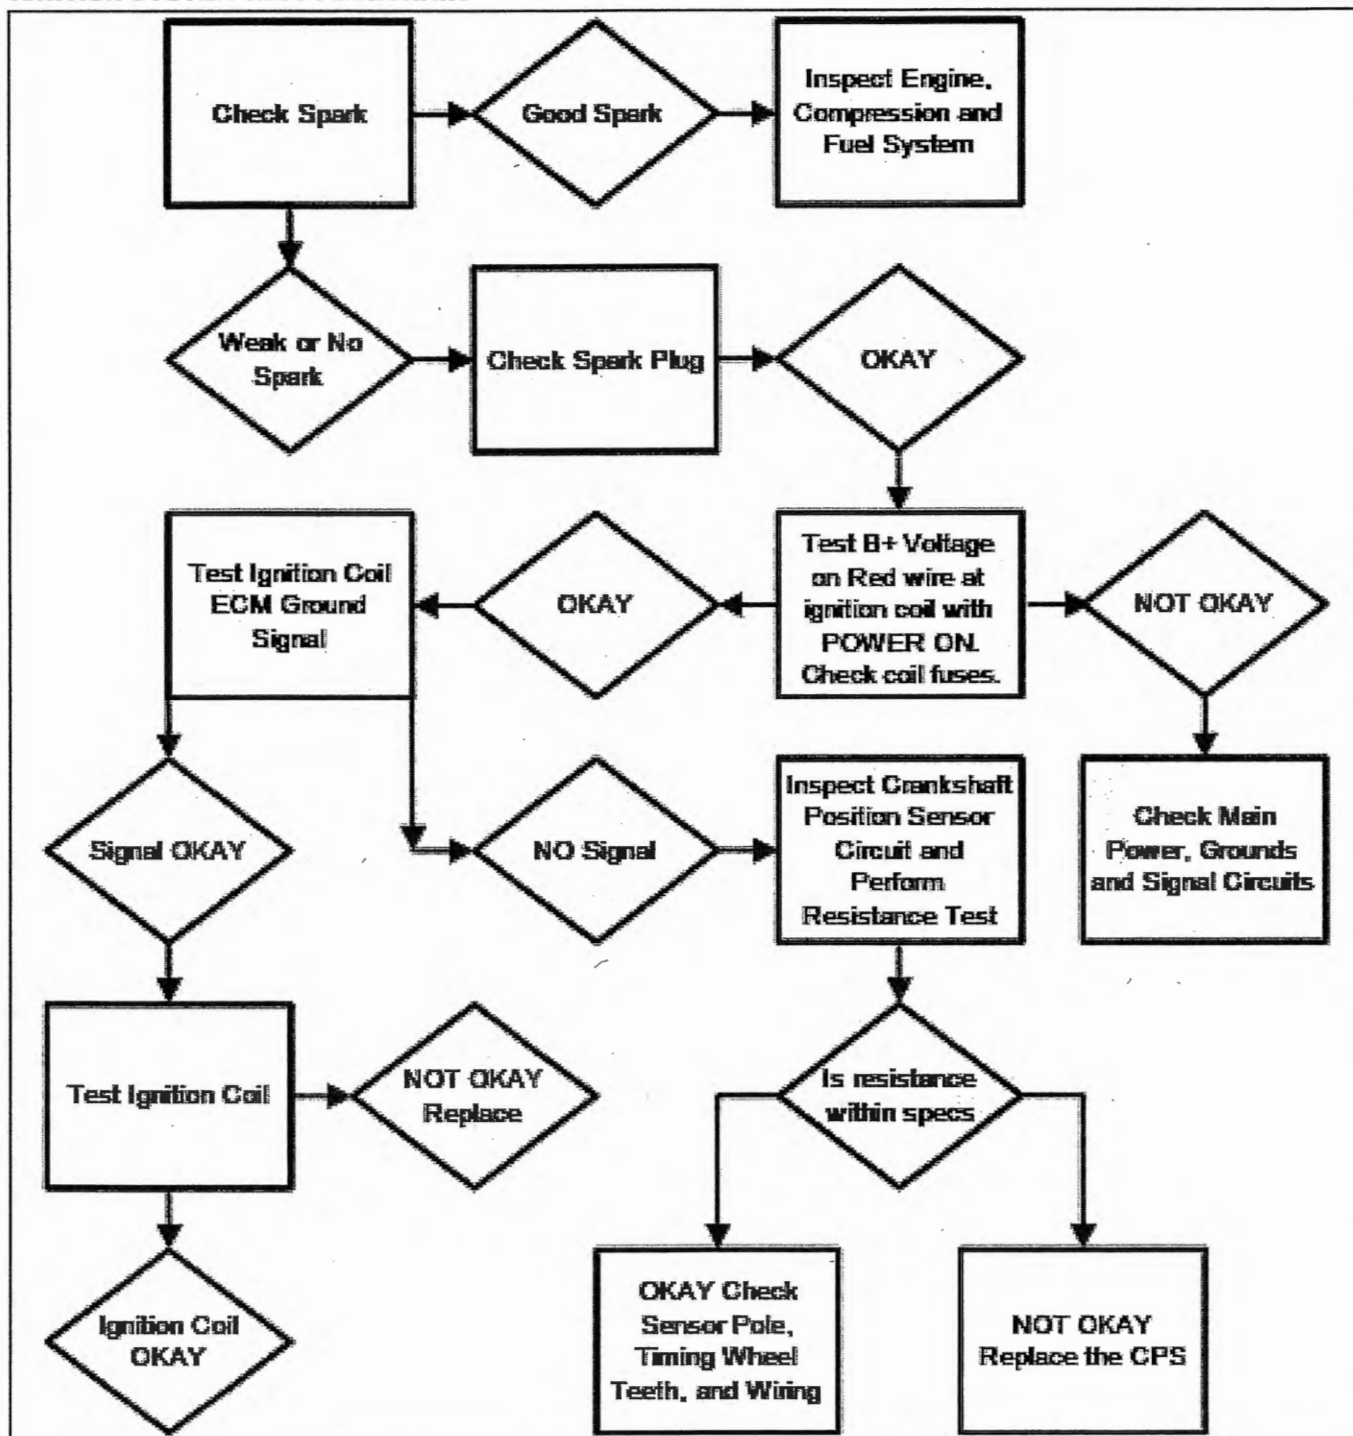 Check Spark
Good Spark
Inspect Engine,
Compression and
Fuel System
Weak or No
Spark
Check Spark Plug
OKAY
Test Ignition Coil
ECM Ground
Signal
OKAY
Test B+ Voltage
on Red wire at
ignition coil with
POWER ON.
Check coil fuses.
NOT OKAY
Signal OKAY
NO Signal
Inspect Crankshaft
Position Sensor
Circuit and
Perform
Resistance Test
Check Main
Power, Grounds
and Signal Circuits
Test Ignition Coil
NOT OKAY
Replace
Is resistance
within specs
Ignition Coil
OKAY
OKAY Check
Sensor Pole,
Timing Wheel
Teeth, and Wiring
NOT OKAY
Replace the CPS